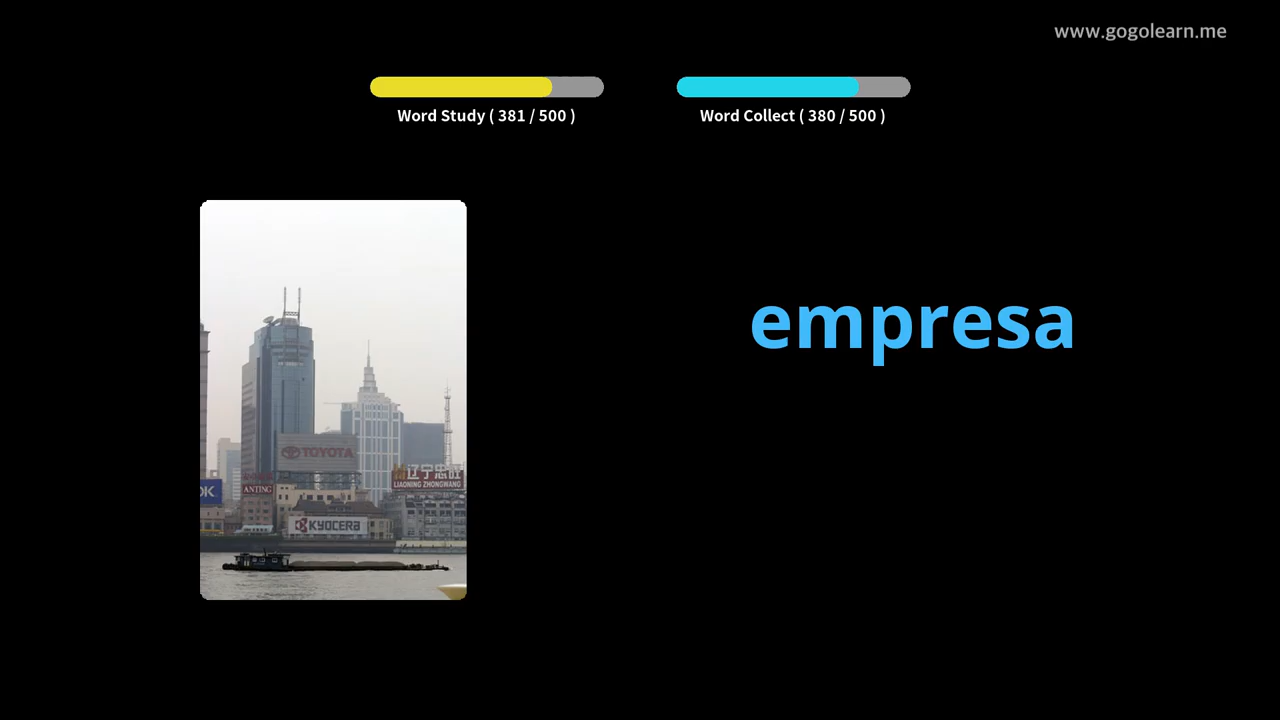 www.gogolearn.me
Word Study ( 381 / 500 )
Word Collect ( 380 / 500 )
empresa
TOYOTA
辽宁忠旺
LIAONING ZHONGWANG
OK
ANTING
KYOCERA